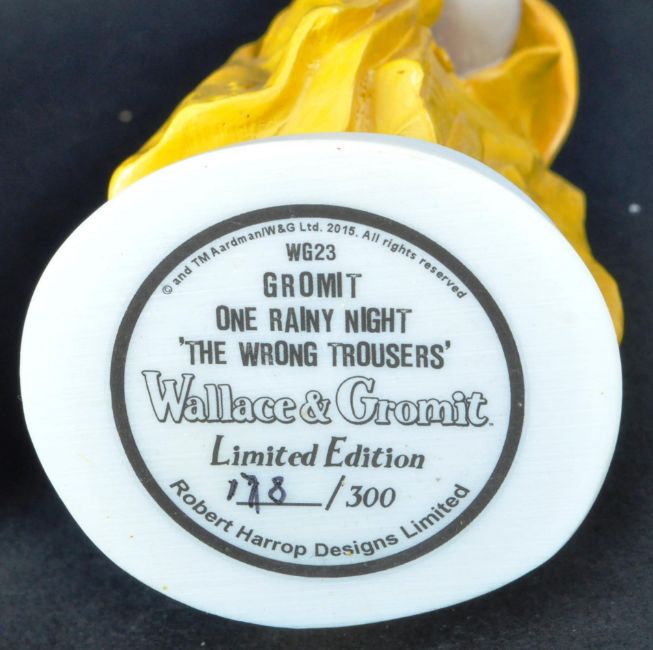 © and TM Aardman/W&G Ltd. 2015. All rights reserved
WG23
GROMIT
ONE RAINY NIGHT
'THE WRONG TROUSERS'
Wallace & Gromit™
Limited Edition
178/300
Robert Harrop Designs Limited